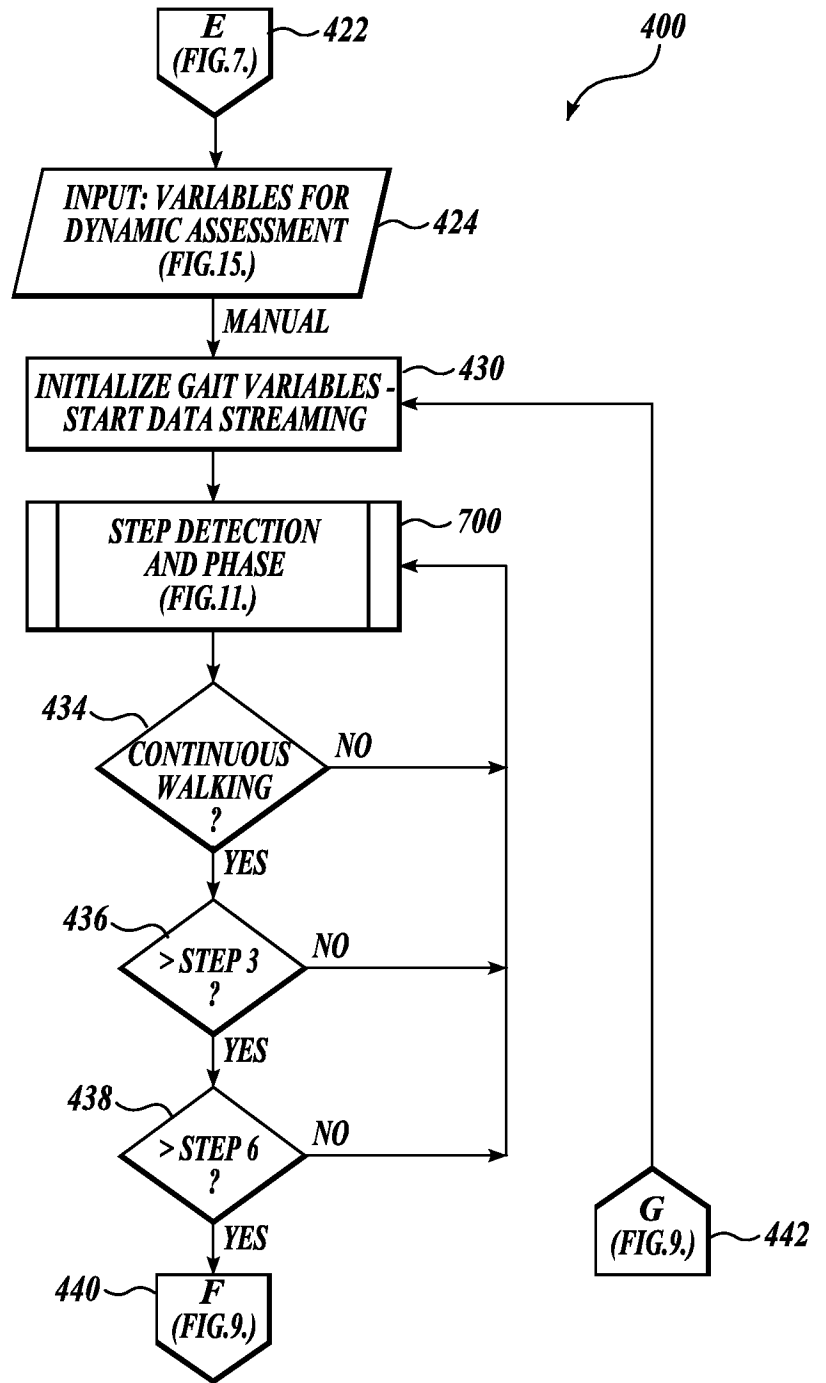 E
(FIG.7.)
422
400
INPUT: VARIABLES FOR
DYNAMIC ASSESSMENT
(FIG.15.)
424
MANUAL
INITIALIZE GAIT VARIABLES -
START DATA STREAMING
430
STEP DETECTION
AND PHASE
(FIG.11.)
700
434
CONTINUOUS
WALKING
?
NO
YES
436
> STEP 3
?
NO
YES
438
> STEP 6
?
NO
YES
440
F
(FIG.9.)
G
(FIG.9.)
442